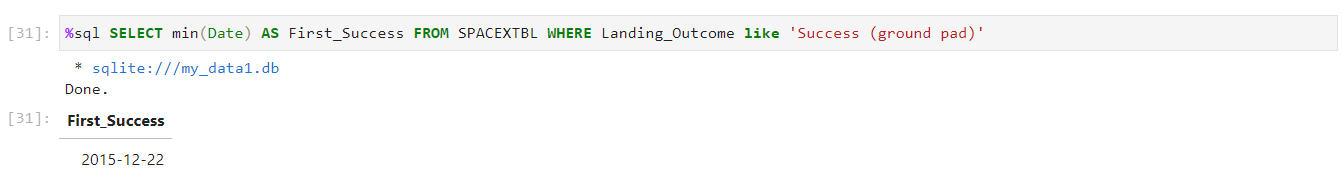 [31]: %sql SELECT min(Date) AS First_Success FROM SPACEXTBL WHERE Landing_Outcome like 'Success (ground pad)'
* sqlite:///my_data1.db
Done.
[31]: First_Success
2015-12-22